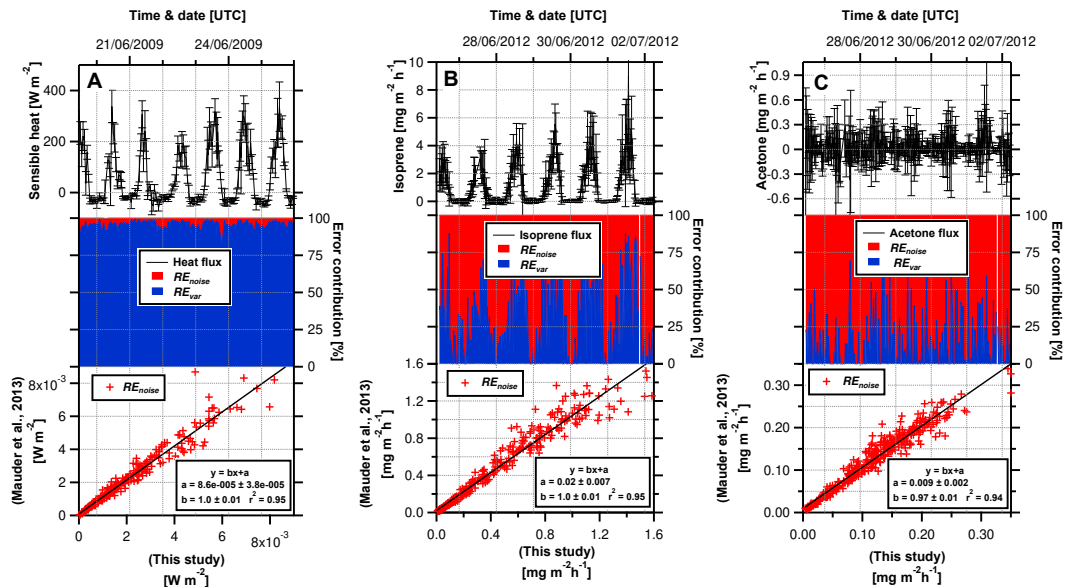 Time & date [UTC]
21/06/2009 24/06/2009
A
Sensible heat [W m-2]
400
200
0
100
75
50
25
0
Error contribution [%]
Heat flux
REnoise
REvar
(Mauder et al., 2013)
[W m-2]
8x10-3
6
4
2
0
REnoise
y = bx+a
a = 8.6e-005 ± 3.8e-005
b = 1.0 ± 0.01 r2 = 0.95
0 2 4 6 8x10-3
(This study)
[W m-2]
Time & date [UTC]
28/06/2012 30/06/2012 02/07/2012
B
Isoprene [mg m-2 h-1]
10
8
6
4
2
0
100
75
50
25
0
Error contribution [%]
Isoprene flux
REnoise
REvar
(Mauder et al., 2013)
[mg m-2h-1]
1.6
1.2
0.8
0.4
0.0
REnoise
y = bx+a
a = 0.02 ± 0.007
b = 1.0 ± 0.01 r2 = 0.95
0.0 0.4 0.8 1.2 1.6
(This study)
[mg m-2h-1]
Time & date [UTC]
28/06/2012 30/06/2012 02/07/2012
C
Acetone [mg m-2 h-1]
0.9
0.6
0.3
0
-0.3
-0.6
100
75
50
25
0
Error contribution [%]
Acetone flux
REnoise
REvar
(Mauder et al., 2013)
[mg m-2h-1]
0.30
0.20
0.10
0.00
REnoise
y = bx+a
a = 0.009 ± 0.002
b = 0.97 ± 0.01 r2 = 0.94
0.00 0.10 0.20 0.30
(This study)
[mg m-2h-1]